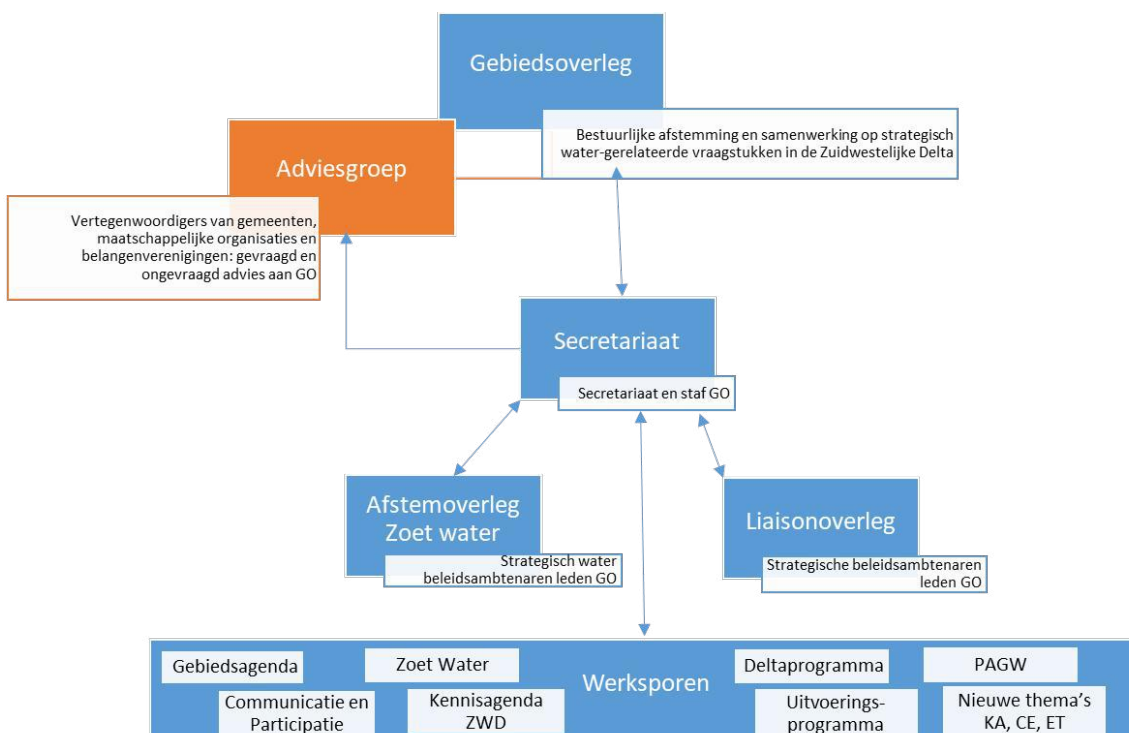 Gebiedsoverleg
Bestuurlijke afstemming en samenwerking op strategisch
water-gerelateerde vraagstukken in de Zuidwestelijke Delta
Adviesgroep
Vertegenwoordigers van gemeenten,
maatschappelijke organisaties en
belangenverenigingen: gevraagd en
ongevraagd advies aan GO
Secretariaat
Secretariaat en staf GO
Afstemoverleg
Zoet water
Strategisch water
beleidsambtenaren leden GO
Liaisonoverleg
Strategische beleidsambtenaren
leden GO
Werksporen
Gebiedsagenda
Zoet Water
Deltaprogramma
PAGW
Communicatie en
Participatie
Kennisagenda
ZWD
Uitvoerings-
programma
Nieuwe thema's
KA, CE, ET